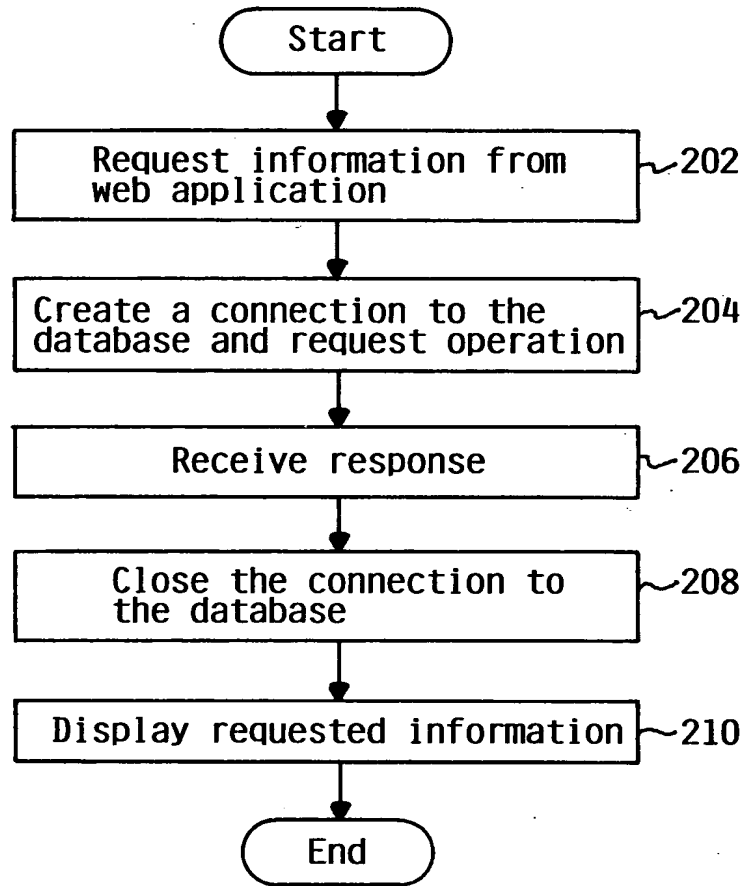 Start
Request information from
web application
202
Create a connection to the
database and request operation
204
Receive response
206
Close the connection to
the database
208
Display requested information
210
End